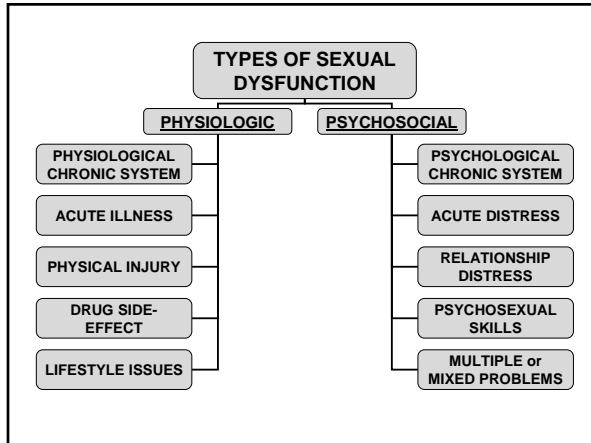 TYPES OF SEXUAL
DYSFUNCTION
PHYSIOLOGIC
PHYSIOLOGICAL
CHRONIC SYSTEM
ACUTE ILLNESS
PHYSICAL INJURY
DRUG SIDE-
EFFECT
LIFESTYLE ISSUES
PSYCHOSOCIAL
PSYCHOLOGICAL
CHRONIC SYSTEM
ACUTE DISTRESS
RELATIONSHIP
DISTRESS
PSYCHOSEXUAL
SKILLS
MULTIPLE or
MIXED PROBLEMS